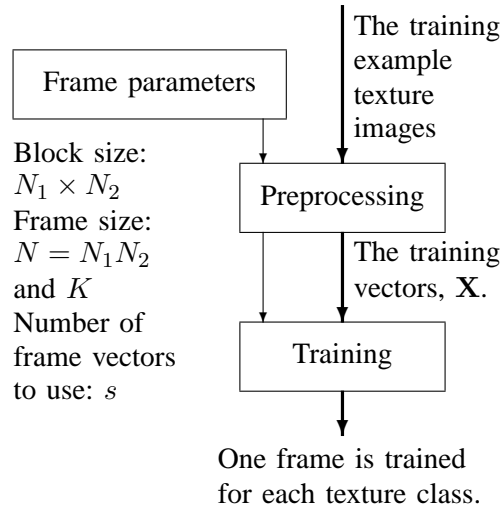 The training
example
texture
images
Frame parameters
Block size:
N₁ × N₂
Frame size:
N = N₁N₂
and K
Number of
frame vectors
to use: s
Preprocessing
The training
vectors, X.
Training
One frame is trained
for each texture class.